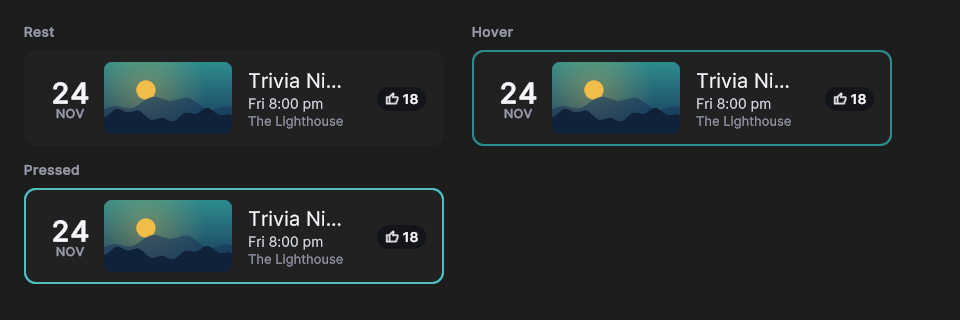 Rest
24
NOV
Trivia Ni...
Fri 8:00 pm
The Lighthouse
18
Hover
24
NOV
Trivia Ni...
Fri 8:00 pm
The Lighthouse
18
Pressed
24
NOV
Trivia Ni...
Fri 8:00 pm
The Lighthouse
18